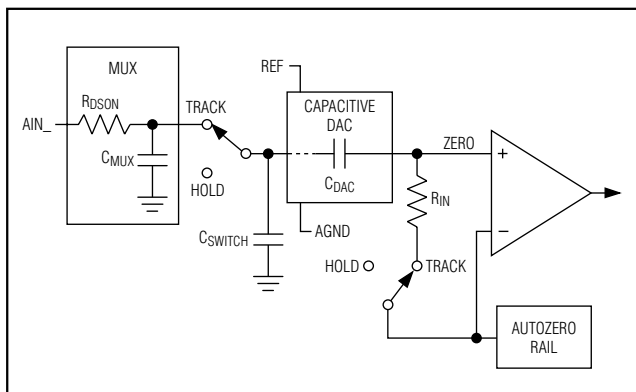 MUX
REF
RDSON
TRACK
CAPACITIVE
DAC
AIN_
ZERO
+
CMUX
CDAC
HOLD
RIN
AGND
CSWITCH
HOLD
TRACK
−
AUTOZERO
RAIL